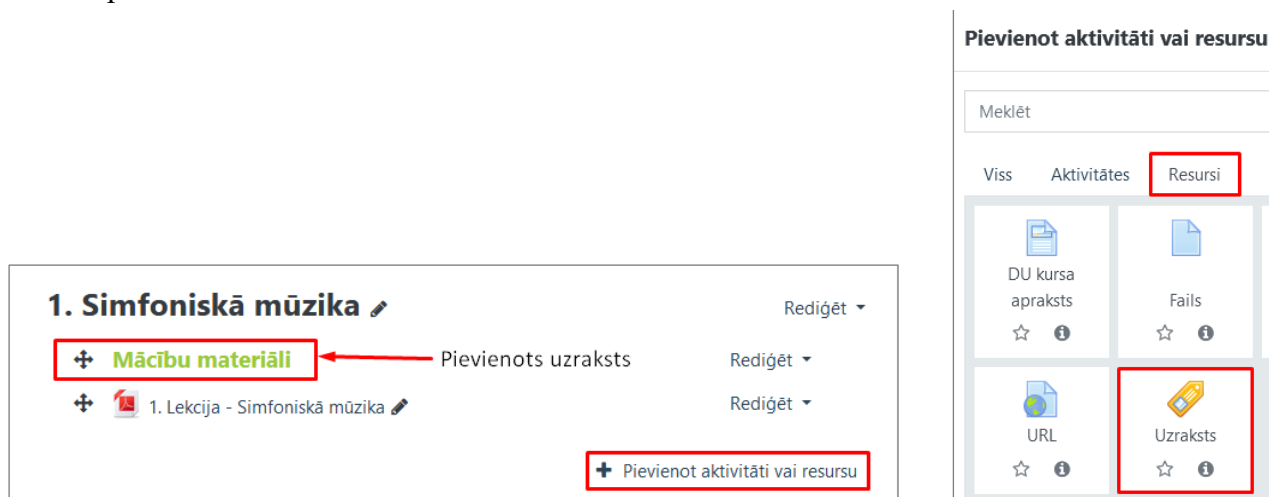 1. Simfoniskā mūzika
Rediģēt
Mācību materiāli
Pievienots uzraksts
Rediģēt
1. Lekcija - Simfoniskā mūzika
Rediģēt
+ Pievienot aktivitāti vai resursu
Pievienot aktivitāti vai resursu
Meklēt
Viss Aktivitātes Resursi
DU kursa
apraksts
Fails
URL
Uzraksts